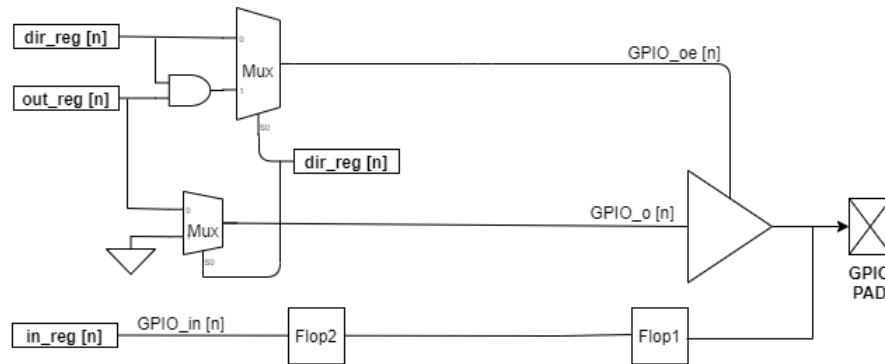 dir_reg [n]
0
Mux
1
S0
GPIO_oe [n]
out_reg [n]
dir_reg [n]
0
Mux
S0
GPIO_o [n]
GPIO
PAD
in_reg [n]
GPIO_in [n]
Flop2
Flop1